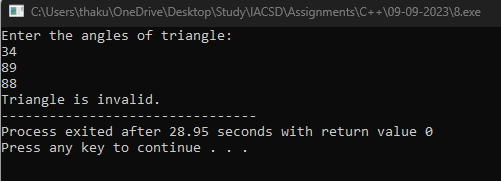 C:\Users\thaku\OneDrive\Desktop\Study\IACSD\Assignments\C++\09-09-2023\8.exe
Enter the angles of triangle:
34
89
88
Triangle is invalid.
--------------------------------
Process exited after 28.95 seconds with return value 0
Press any key to continue . . .